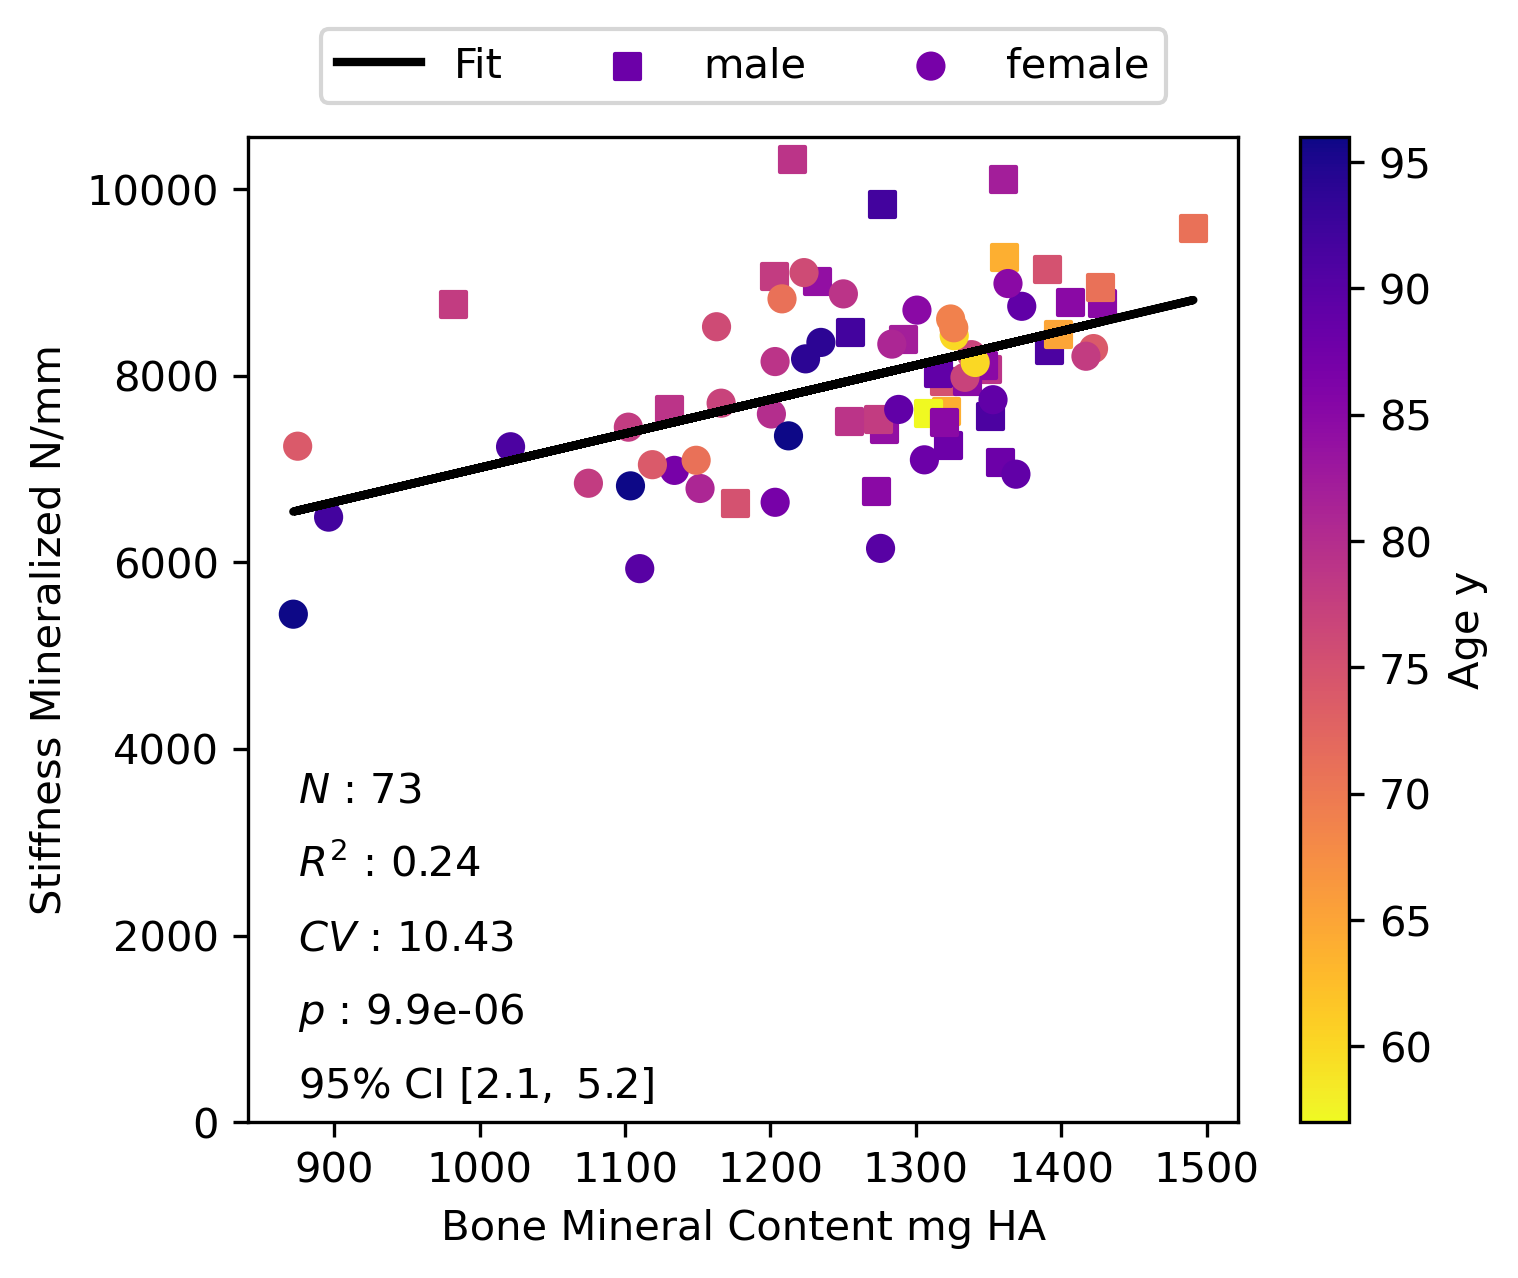 Fit male female
10000
8000
6000
4000
2000
0
Stiffness Mineralized N/mm
N : 73
R² : 0.24
CV : 10.43
p : 9.9e-06
95% CI [2.1, 5.2]
900 1000 1100 1200 1300 1400 1500
Bone Mineral Content mg HA
95
90
85
80
75
70
65
60
Age y